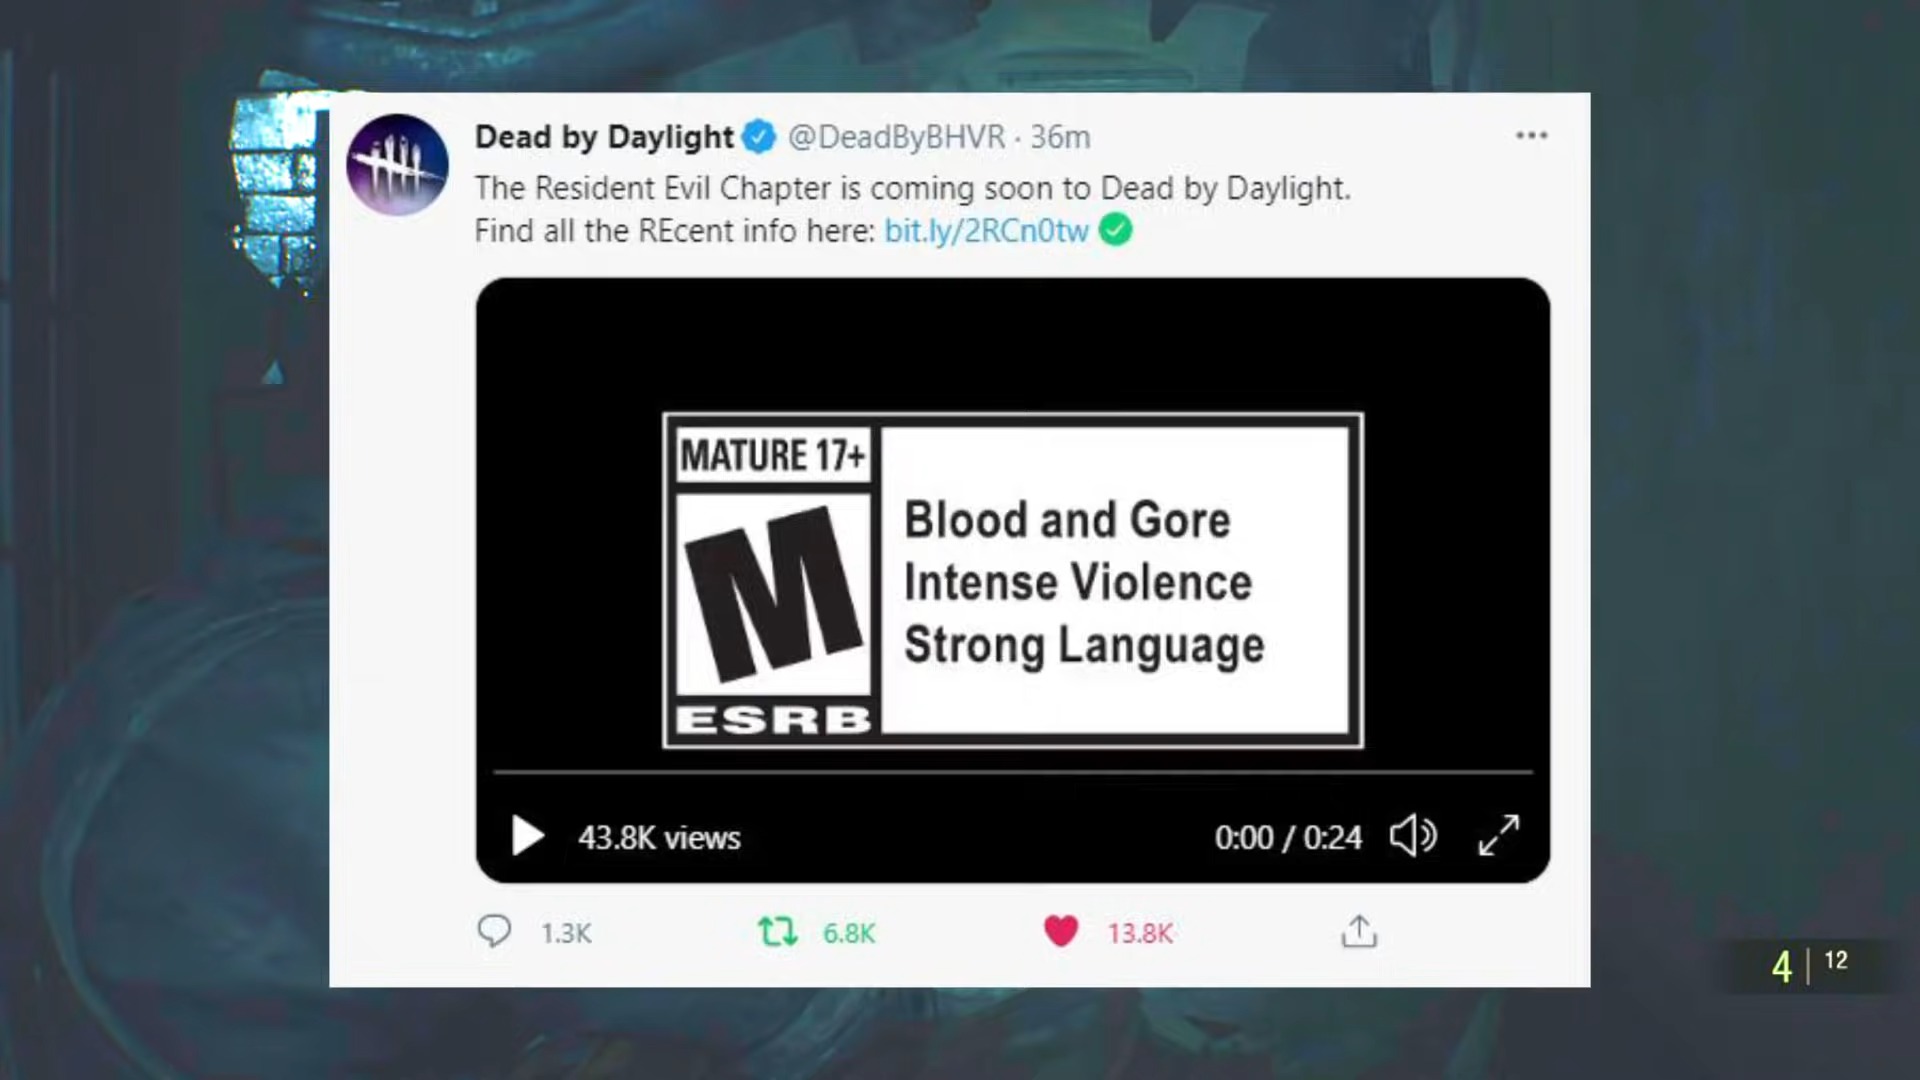 Dead by Daylight @DeadByBHVR · 36m
The Resident Evil Chapter is coming soon to Dead by Daylight.
Find all the REcent info here: bit.ly/2RCn0tw
MATURE 17+
M
ESRB
Blood and Gore
Intense Violence
Strong Language
43.8K views
0:00 / 0:24
1.3K
6.8K
13.8K
4 | 12